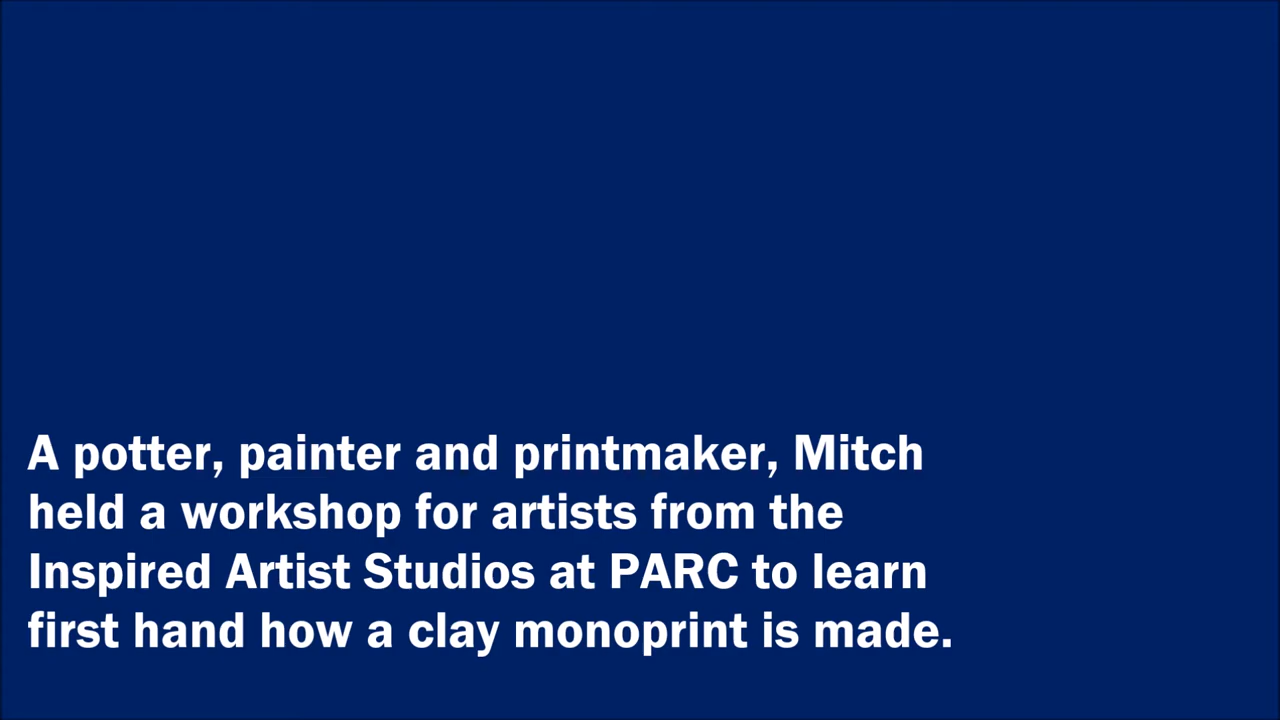 A potter, painter and printmaker, Mitch
held a workshop for artists from the
Inspired Artist Studios at PARC to learn
first hand how a clay monoprint is made.